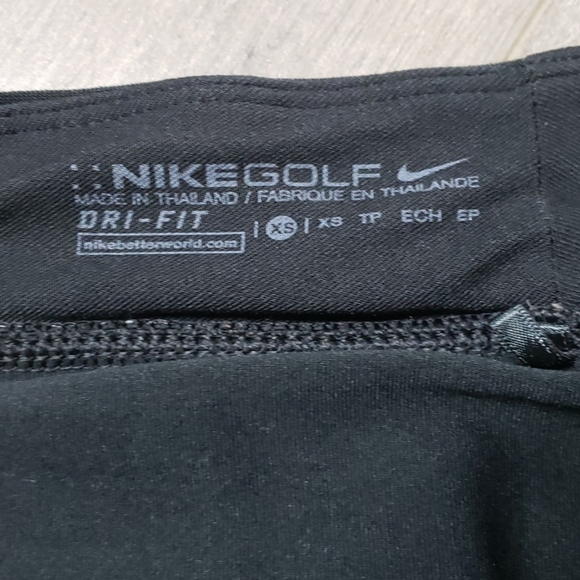 NIKEGOLF
MADE IN THAILAND / FABRIQUE EN THAILANDE
DRI-FIT | XS | XS TP ECH EP
nikebetterworld.com